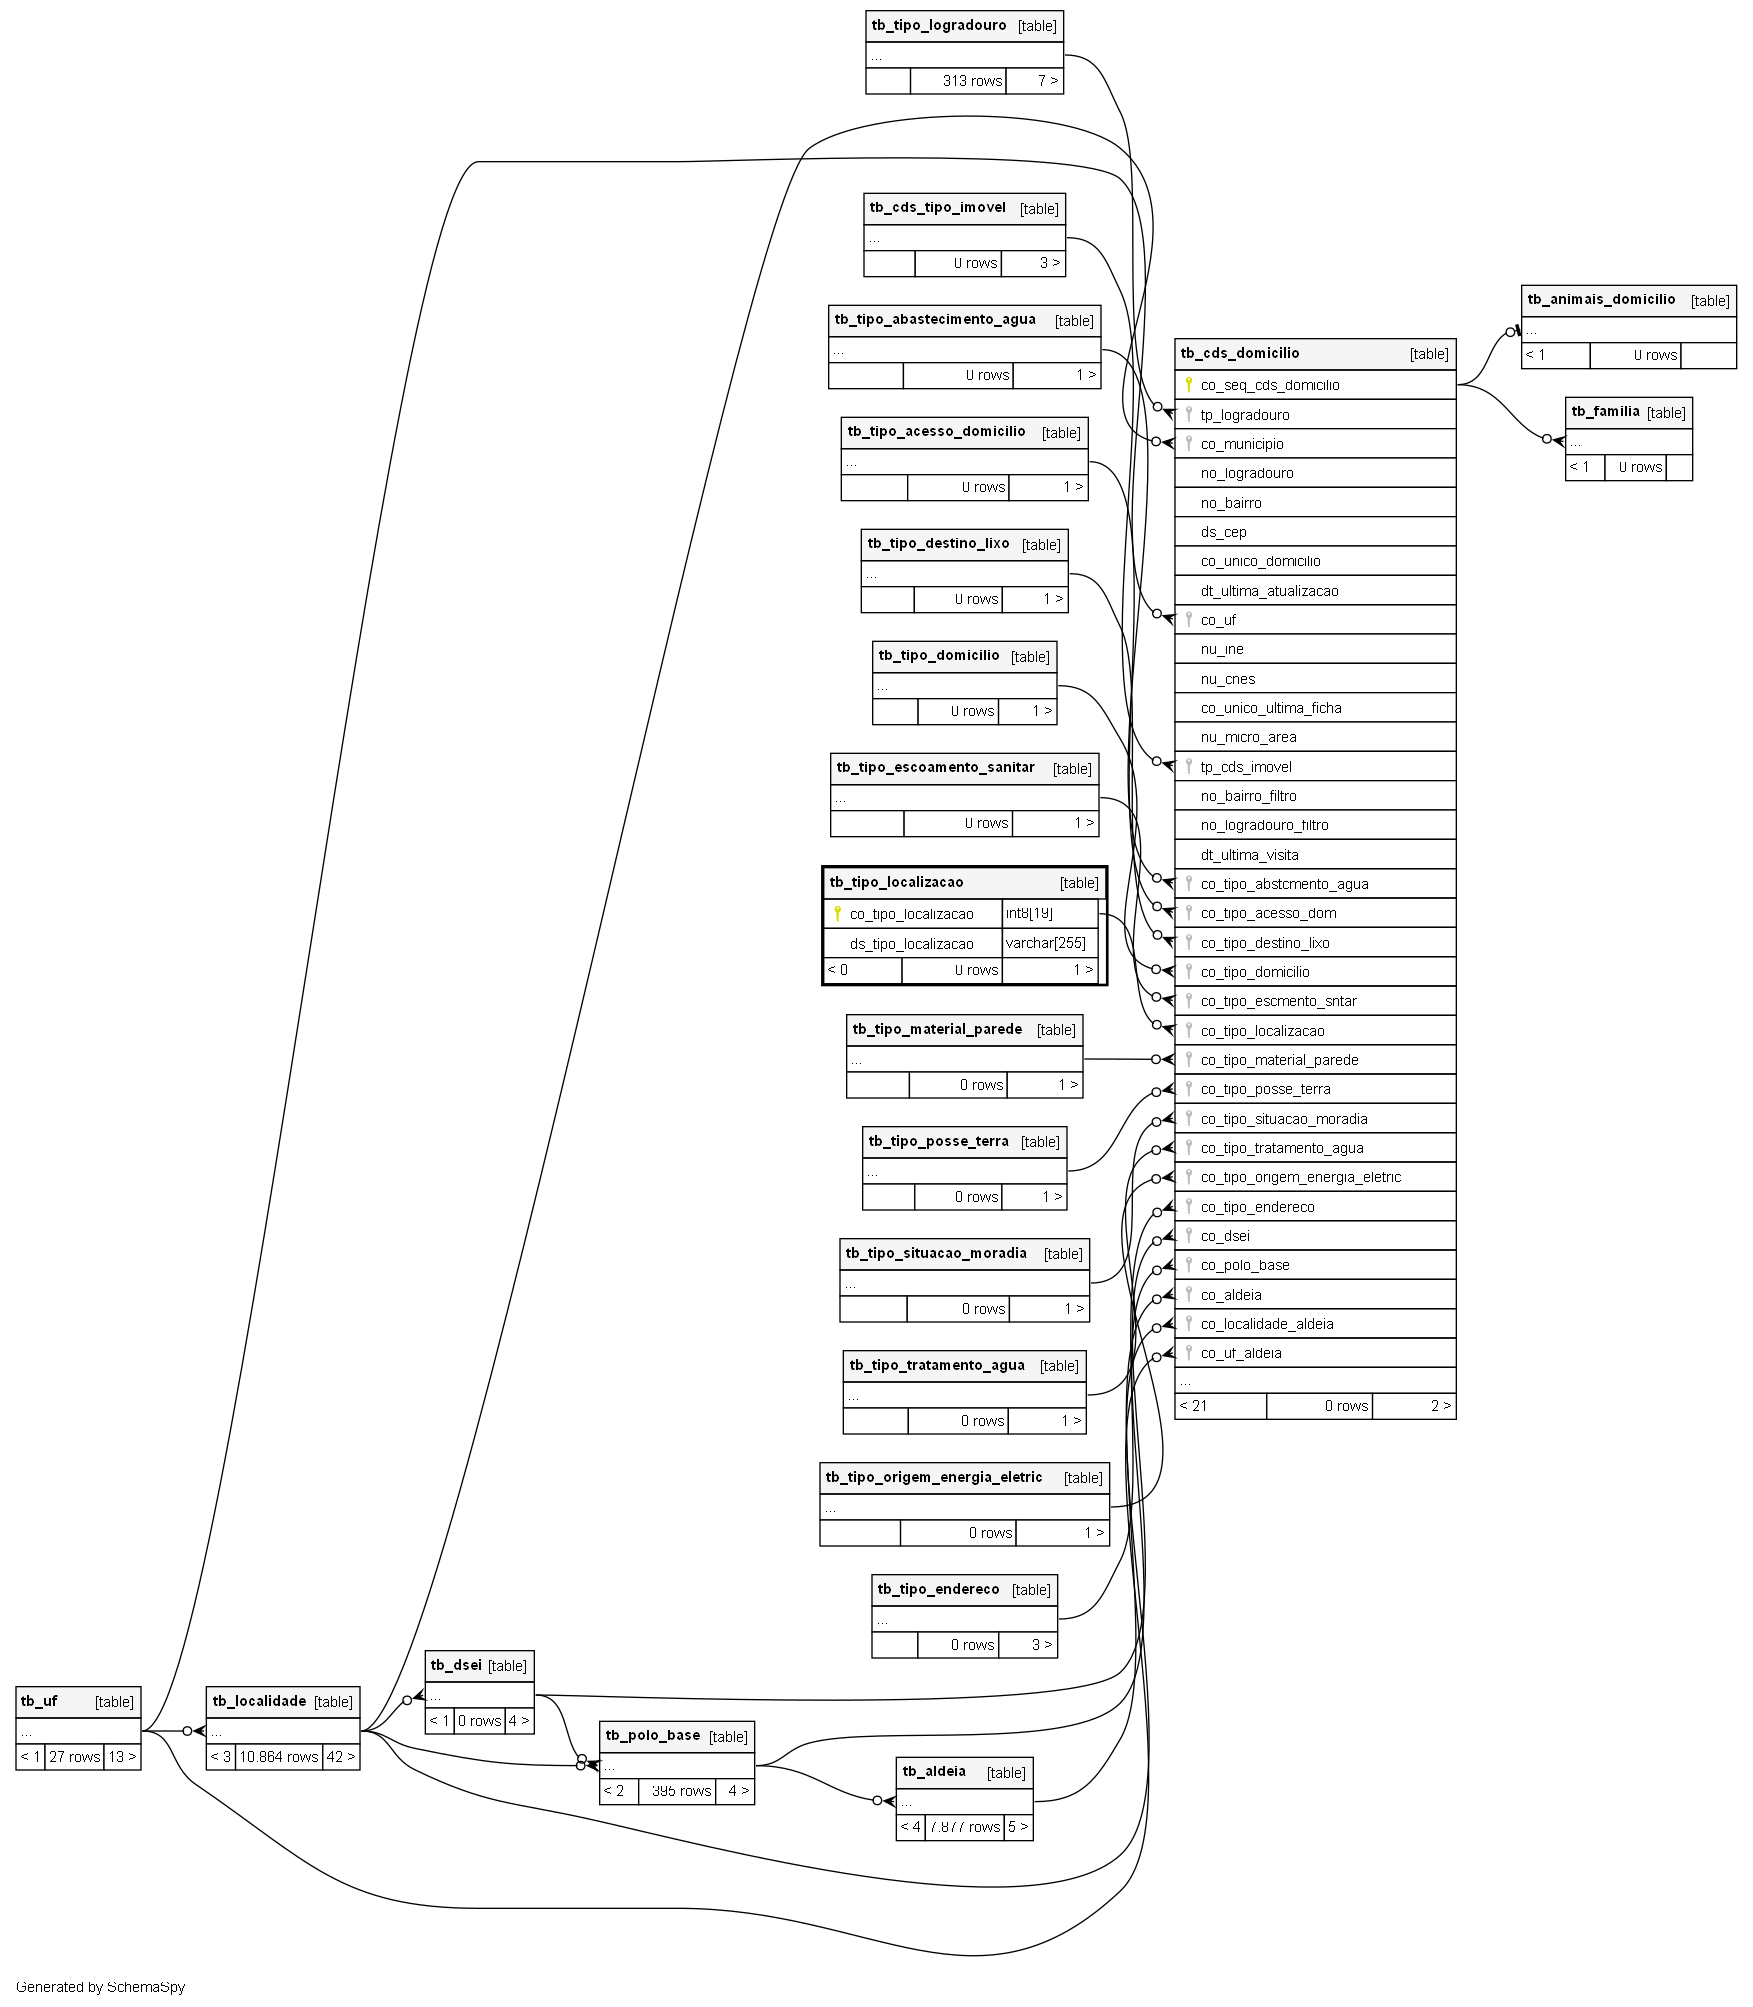 tb_tipo_logradouro [table]
...
313 rows 7 >
tb_cds_tipo_imovel [table]
...
0 rows 3 >
tb_tipo_abastecimento_agua [table]
...
0 rows 1 >
tb_tipo_acesso_domicilio [table]
...
0 rows 1 >
tb_tipo_destino_lixo [table]
...
0 rows 1 >
tb_tipo_domicilio [table]
...
0 rows 1 >
tb_tipo_escoamento_sanitar [table]
...
0 rows 1 >
tb_tipo_localizacao [table]
co_tipo_localizacao int8[19]
ds_tipo_localizacao varchar[255]
< 0 0 rows 1 >
tb_tipo_material_parede [table]
...
0 rows 1 >
tb_tipo_posse_terra [table]
...
0 rows 1 >
tb_tipo_situacao_moradia [table]
...
0 rows 1 >
tb_tipo_tratamento_agua [table]
...
0 rows 1 >
tb_tipo_origem_energia_eletric [table]
...
0 rows 1 >
tb_tipo_endereco [table]
...
0 rows 3 >
tb_uf [table]
...
< 1 27 rows 13 >
tb_localidade [table]
...
< 3 10.864 rows 42 >
tb_dsei [table]
...
< 1 0 rows 4 >
tb_polo_base [table]
...
< 2 395 rows 4 >
tb_aldeia [table]
...
< 4 7.877 rows 5 >
tb_cds_domicilio [table]
co_seq_cds_domicilio
tp_logradouro
co_municipio
no_logradouro
no_bairro
ds_cep
co_unico_domicilio
dt_ultima_atualizacao
co_uf
nu_ine
nu_cnes
co_unico_ultima_ficha
nu_micro_area
tp_cds_imovel
no_bairro_filtro
no_logradouro_filtro
dt_ultima_visita
co_tipo_abstcmento_agua
co_tipo_acesso_dom
co_tipo_destino_lixo
co_tipo_domicilio
co_tipo_escmento_sntar
co_tipo_localizacao
co_tipo_material_parede
co_tipo_posse_terra
co_tipo_situacao_moradia
co_tipo_tratamento_agua
co_tipo_origem_energia_eletric
co_tipo_endereco
co_dsei
co_polo_base
co_aldeia
co_localidade_aldeia
co_uf_aldeia
...
< 21 0 rows 2 >
tb_animais_domicilio [table]
...
< 1 0 rows
tb_familia [table]
...
< 1 0 rows
Generated by SchemaSpy